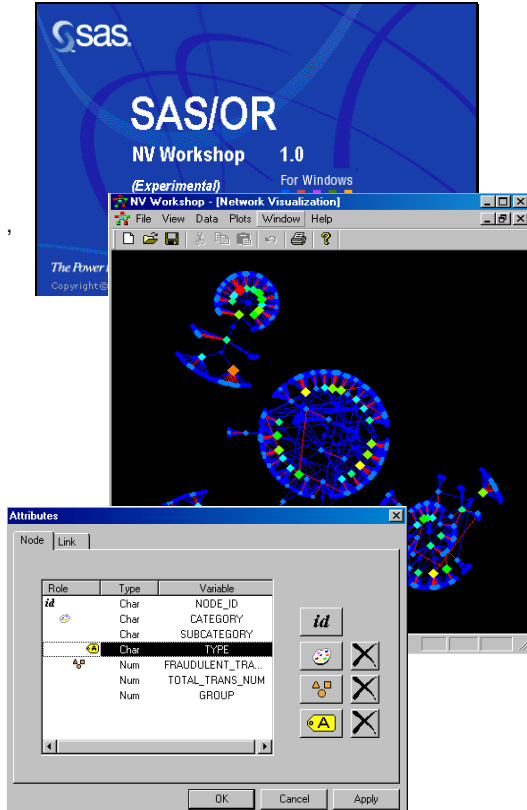 sas.
SAS/OR
NV Workshop 1.0
(Experimental) For Windows
The Power
Copyright©
,
NV Workshop - [Network Visualization]
File View Data Plots Window Help
Attributes
Node Link
Role Type Variable
id Char NODE_ID
Char CATEGORY
Char SUBCATEGORY
A Char TYPE
Num FRAUDULENT_TRA...
Num TOTAL_TRANS_NUM
Num GROUP
id
A
OK Cancel Apply